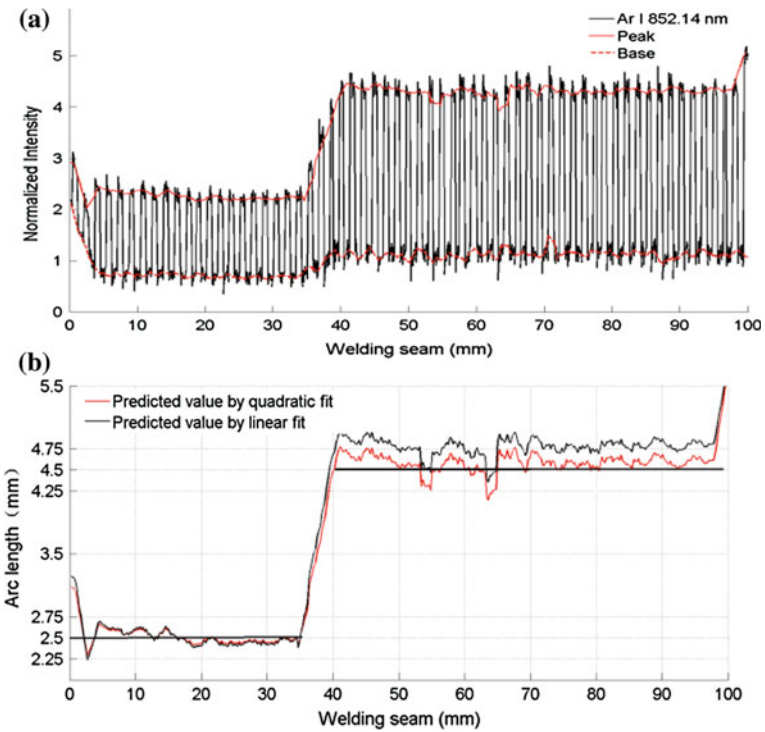 (a)
Ar I 852.14 nm
Peak
Base
5
4
3
2
1
0
Normalized Intensity
0 10 20 30 40 50 60 70 80 90 100
Welding seam (mm)
(b)
Predicted value by quadratic fit
Predicted value by linear fit
5.5
4.75
4.5
4.25
3.5
2.75
2.5
2.25
Arc length (mm)
0 10 20 30 40 50 60 70 80 90 100
Welding seam (mm)